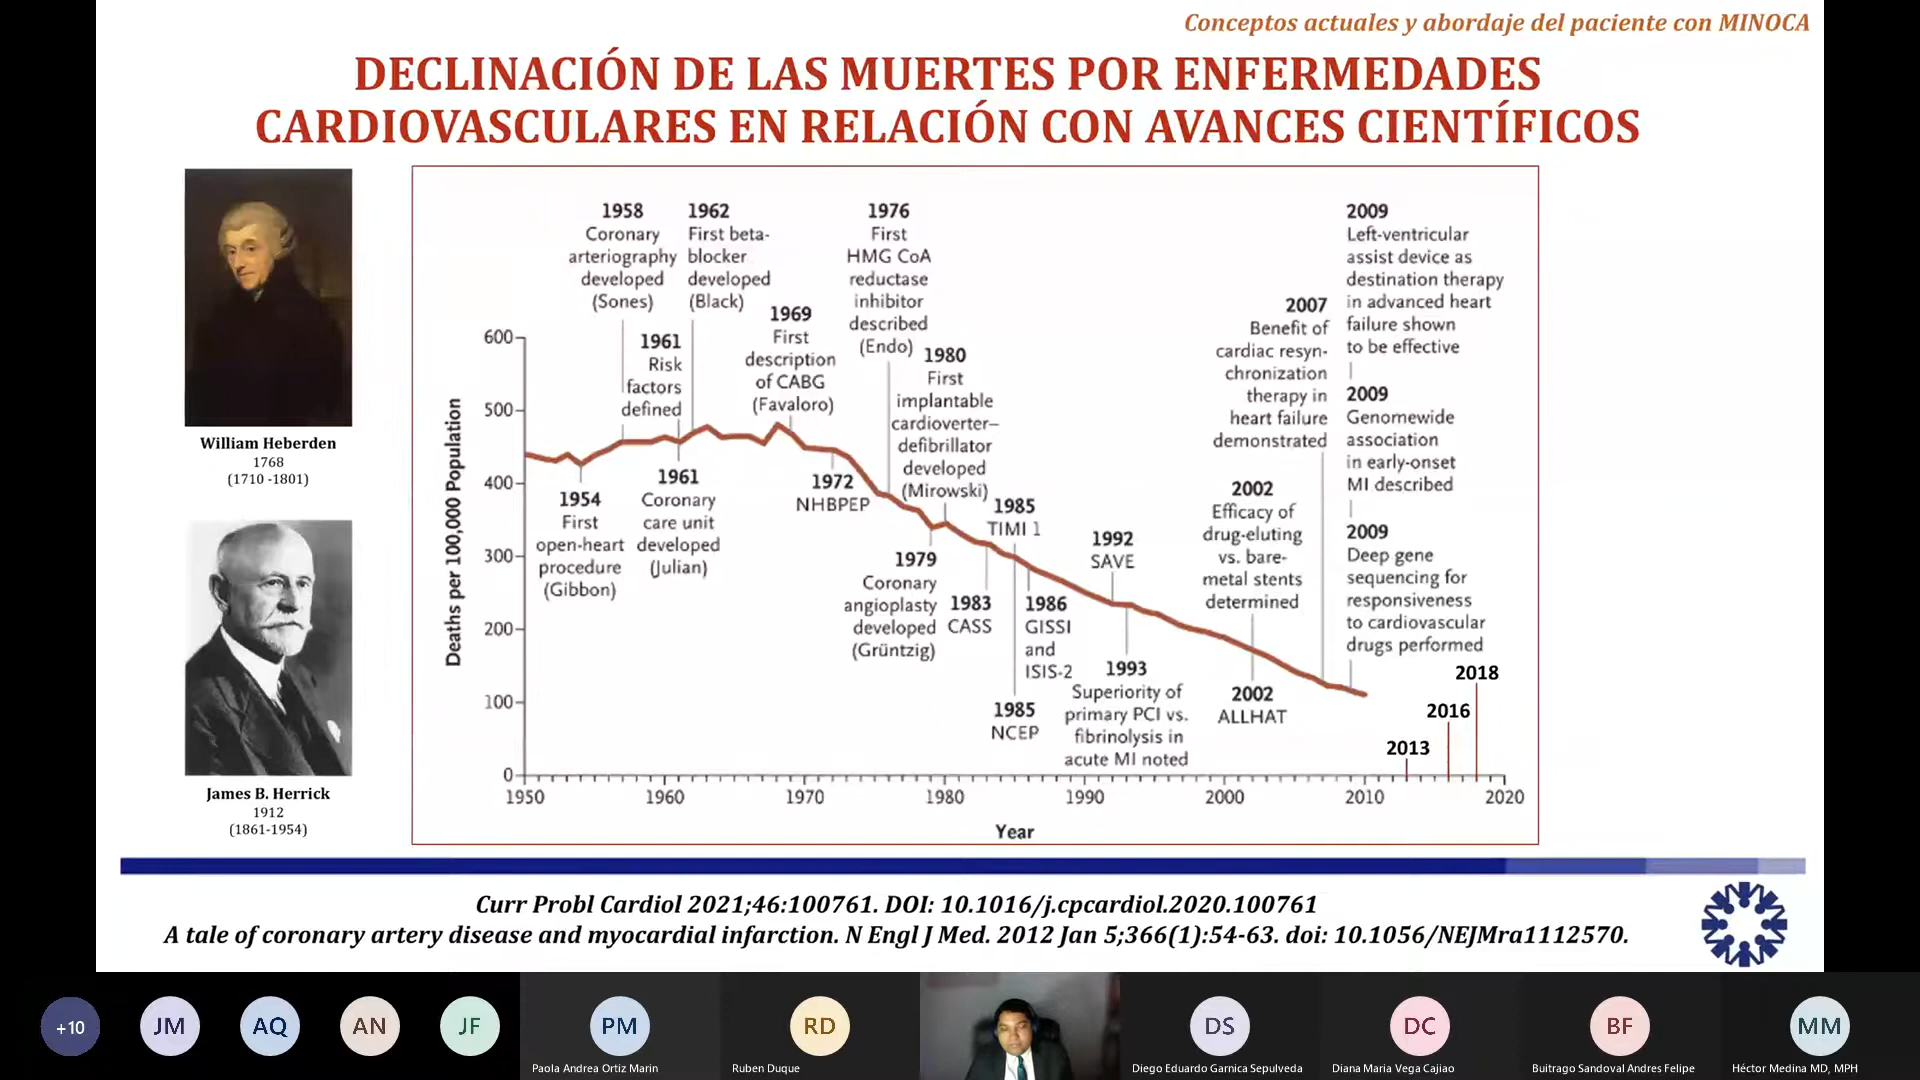 Conceptos actuales y abordaje del paciente con MINOCA
DECLINACIÓN DE LAS MUERTES POR ENFERMEDADES
CARDIOVASCULARES EN RELACIÓN CON AVANCES CIENTÍFICOS
William Heberden
1768
(1710 -1801)
James B. Herrick
1912
(1861-1954)
1958
Coronary
arteriography
developed
(Sones)
1962
First beta-
blocker
developed
(Black)
1976
First
HMG CoA
reductase
inhibitor
described
(Endo)
2009
Left-ventricular
assist device as
destination therapy
in advanced heart
failure shown
to be effective
1961
Risk
factors
defined
1969
First
description
of CABG
(Favaloro)
1980
First
implantable
cardioverter–
defibrillator
developed
(Mirowski)
2007
Benefit of
cardiac resyn-
chronization
therapy in
heart failure
demonstrated
2009
Genomewide
association
in early-onset
MI described
1954
First
open-heart
procedure
(Gibbon)
1961
Coronary
care unit
developed
(Julian)
1972
NHBPEP
1979
Coronary
angioplasty
developed
(Grüntzig)
1983
CASS
1985
TIMI 1
1986
GISSI
and
ISIS-2
1985
NCEP
1992
SAVE
1993
Superiority of
primary PCI vs.
fibrinolysis in
acute MI noted
2002
Efficacy of
drug-eluting
vs. bare-
metal stents
determined
2002
ALLHAT
2009
Deep gene
sequencing for
responsiveness
to cardiovascular
drugs performed
2013
2016
2018
Deaths per 100,000 Population
600
500
400
300
200
100
0
1950
1960
1970
1980
1990
2000
2010
2020
Year
Curr Probl Cardiol 2021;46:100761. DOI: 10.1016/j.cpcardiol.2020.100761
A tale of coronary artery disease and myocardial infarction. N Engl J Med. 2012 Jan 5;366(1):54-63. doi: 10.1056/NEJMra1112570.
+10
JM
AQ
AN
JF
PM
Paola Andrea Ortiz Marin
RD
Ruben Duque
DS
Diego Eduardo Garnica Sepulveda
DC
Diana Maria Vega Cajiao
BF
Buitrago Sandoval Andres Felipe
MM
Héctor Medina MD, MPH